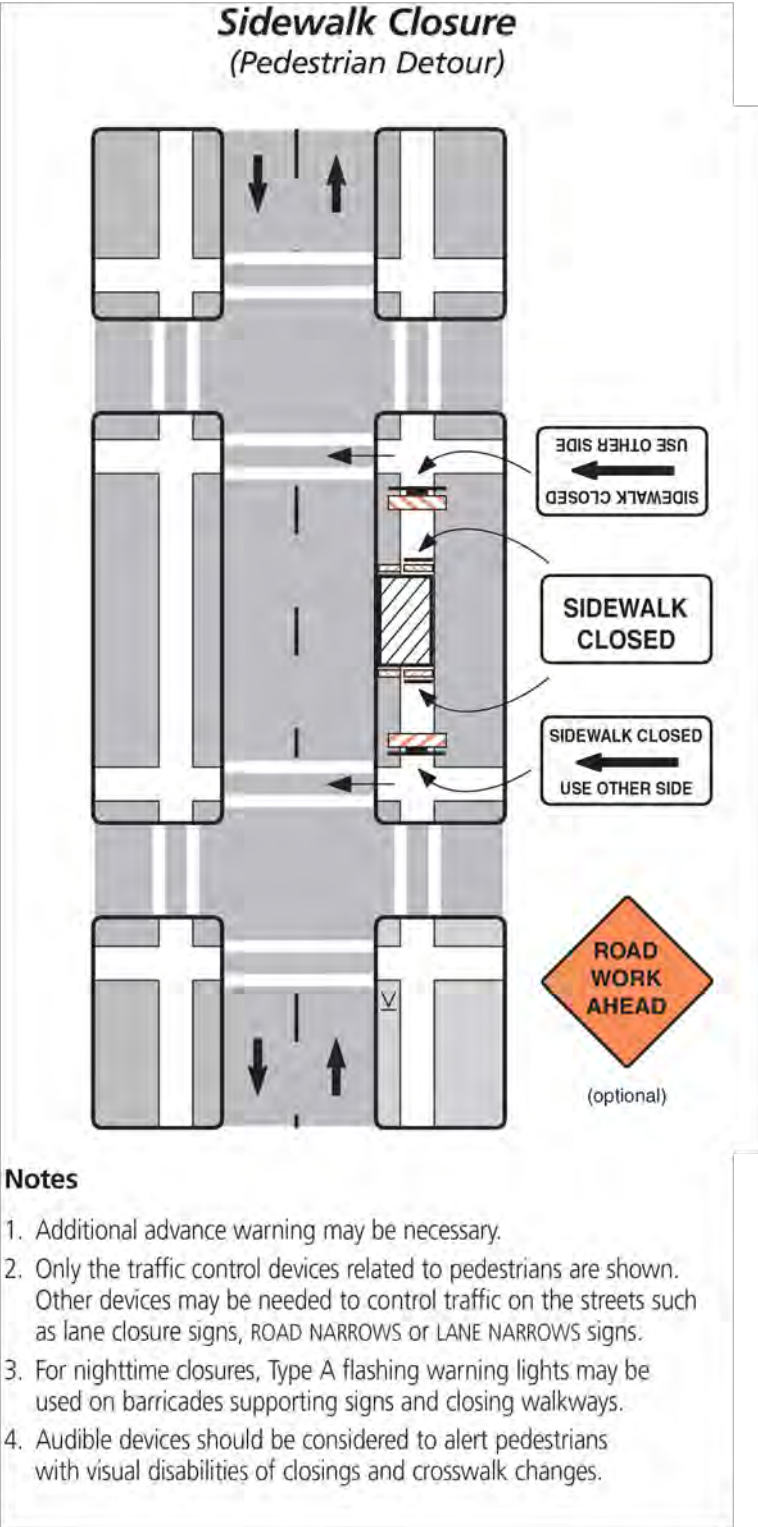 Sidewalk Closure
(Pedestrian Detour)
SIDEWALK CLOSED
USE OTHER SIDE
SIDEWALK
CLOSED
SIDEWALK CLOSED
USE OTHER SIDE
ROAD
WORK
AHEAD
(optional)
Notes
1. Additional advance warning may be necessary.
2. Only the traffic control devices related to pedestrians are shown.
Other devices may be needed to control traffic on the streets such
as lane closure signs, ROAD NARROWS or LANE NARROWS signs.
3. For nighttime closures, Type A flashing warning lights may be
used on barricades supporting signs and closing walkways.
4. Audible devices should be considered to alert pedestrians
with visual disabilities of closings and crosswalk changes.